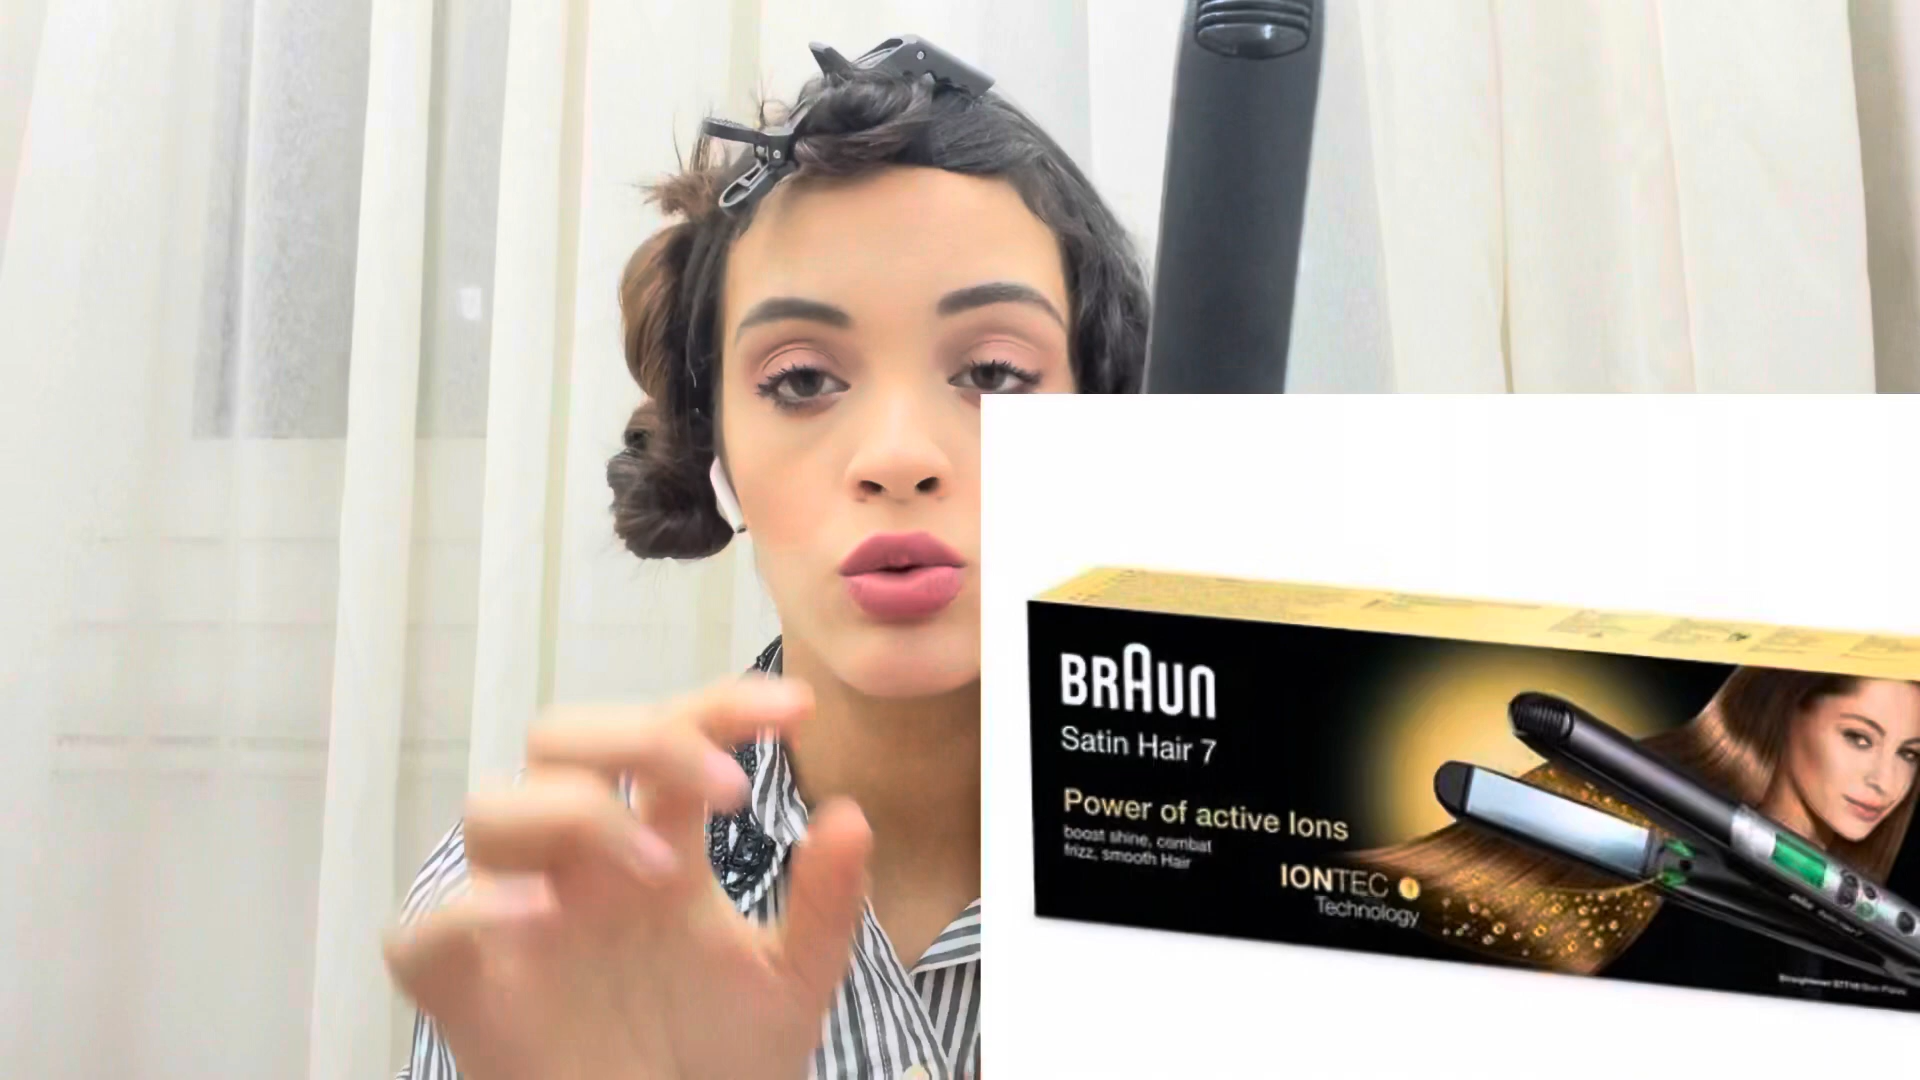 BRAUN
Satin Hair 7
Power of active Ions
boost shine, combat
frizz, smooth Hair
IONTEC
Technology